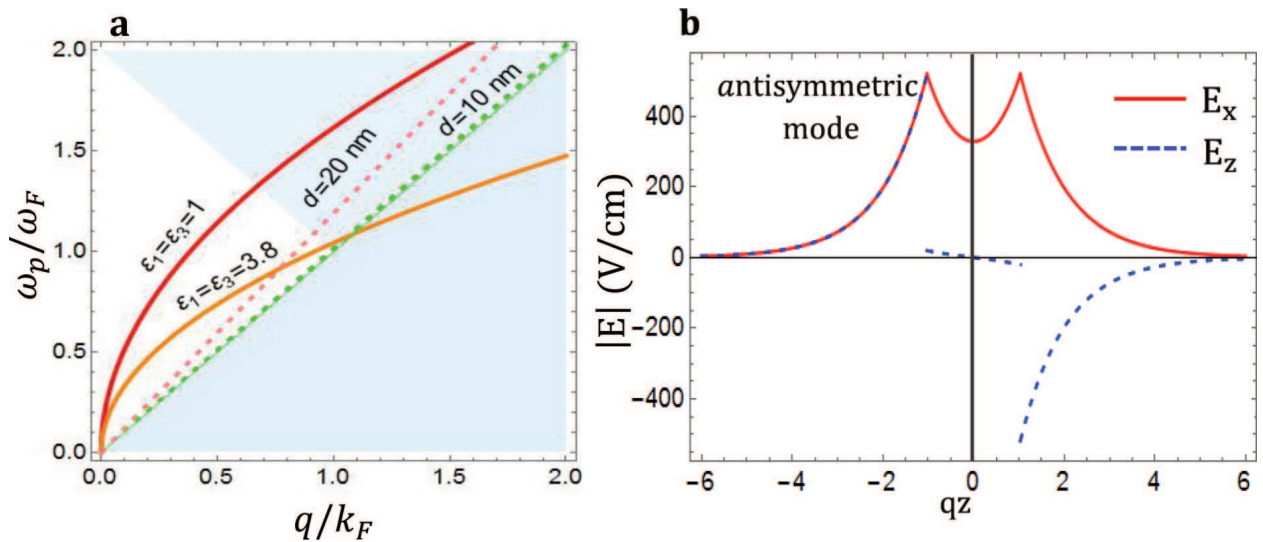 a
2.0
1.5
1.0
0.5
0.0
ωp/ωF
ε1=ε3=1
ε1=ε3=3.8
d=20 nm
d=10 nm
0.0 0.5 1.0 1.5 2.0
q/kF
b
antisymmetric
mode
Ex
Ez
400
200
0
−200
−400
|E| (V/cm)
−6 −4 −2 0 2 4 6
qz